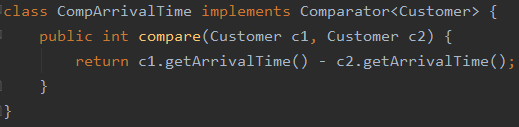 class CompArrivalTime implements Comparator<Customer> {
    public int compare(Customer c1, Customer c2) {
        return c1.getArrivalTime() - c2.getArrivalTime();
    }
}